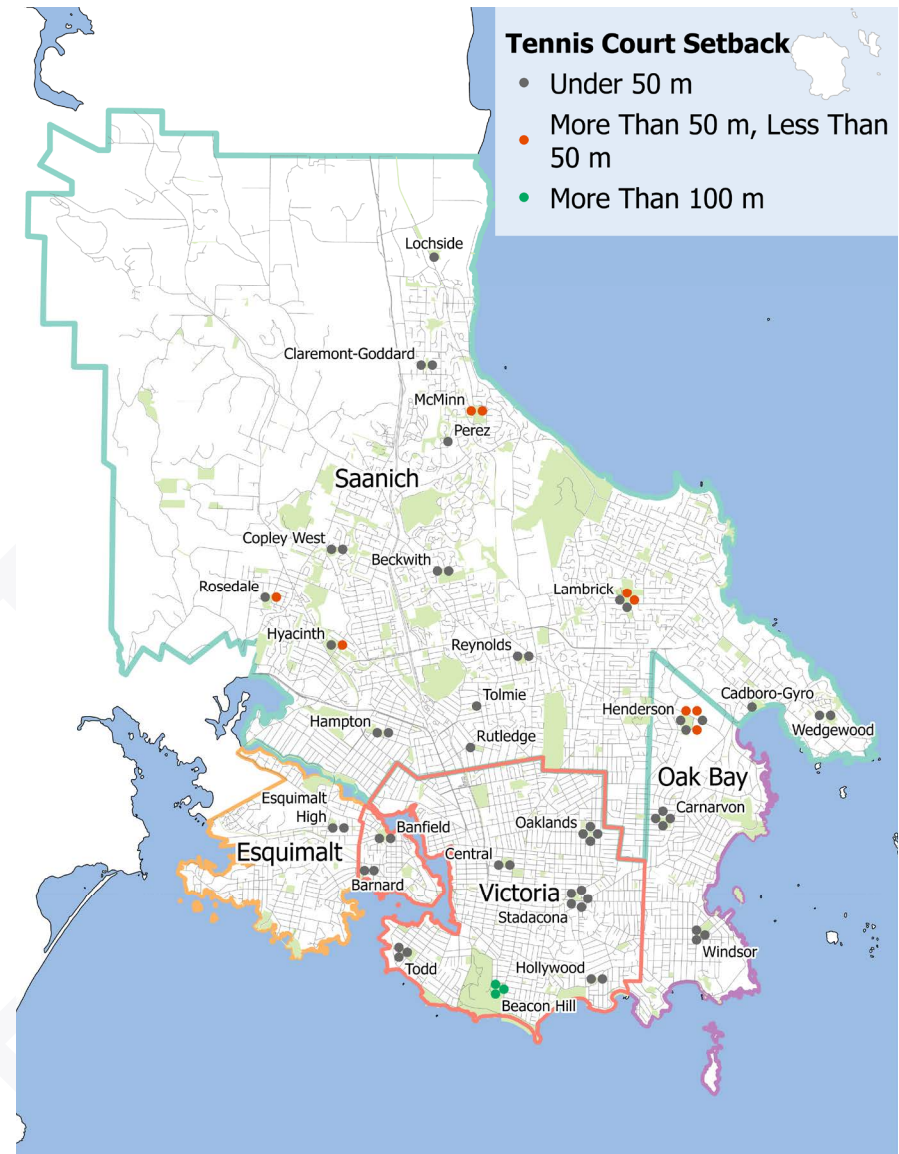 Tennis Court Setback
Under 50 m
More Than 50 m, Less Than
50 m
More Than 100 m
Lochside
Claremont-Goddard
McMinn
Perez
Saanich
Copley West
Beckwith
Rosedale
Lambrick
Hyacinth
Reynolds
Tolmie
Cadboro-Gyro
Henderson
Hampton
Wedgewood
Rutledge
Oak Bay
Esquimalt
High
Carnarvon
Banfield
Oaklands
Esquimalt
Central
Barnard
Victoria
Stadacona
Windsor
Todd
Hollywood
Beacon Hill